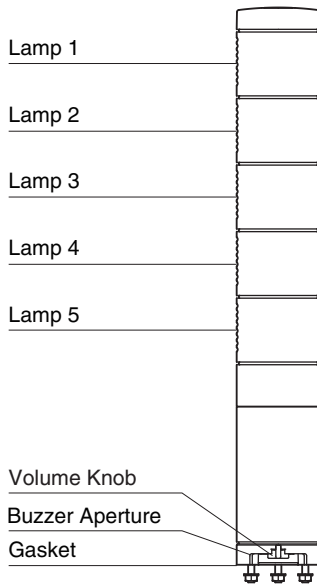 Lamp 1
Lamp 2
Lamp 3
Lamp 4
Lamp 5
Volume Knob
Buzzer Aperture
Gasket